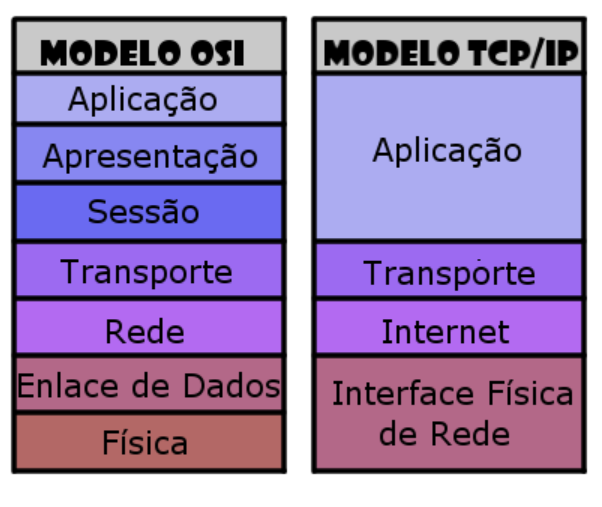 MODELO OSI
Aplicação
Apresentação
Sessão
Transporte
Rede
Enlace de Dados
Física
MODELO TCP/IP
Aplicação
Transporte
Internet
Interface Física
de Rede